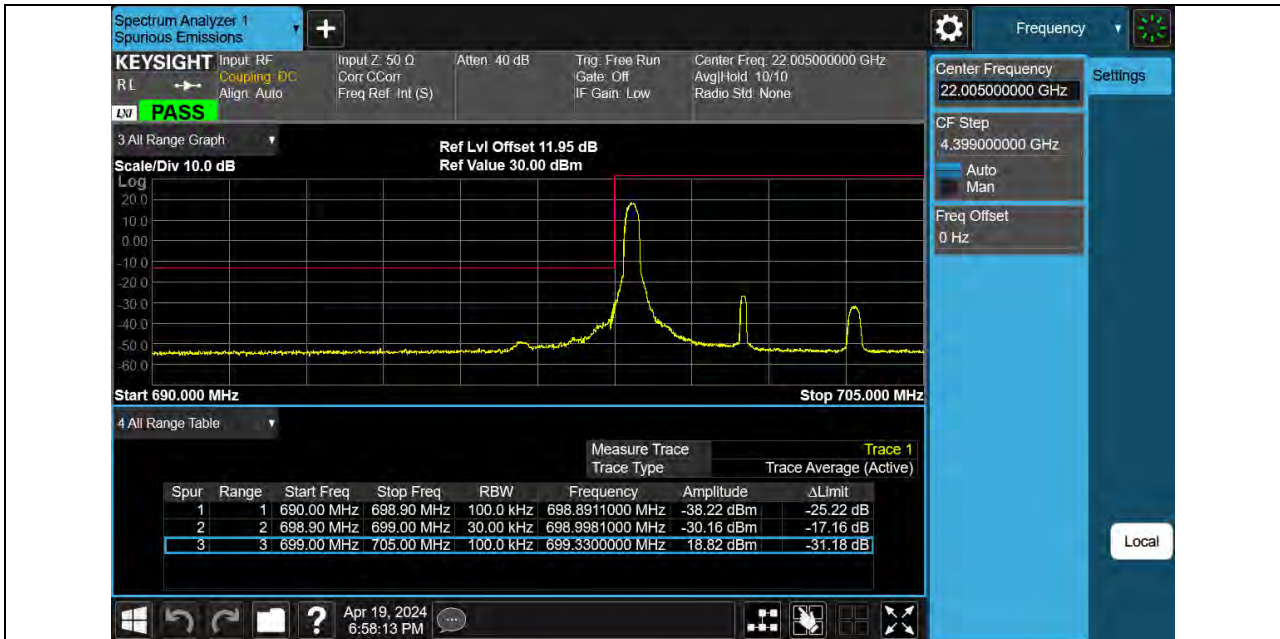 Spectrum Analyzer 1
Spurious Emissions
Frequency
KEYSIGHT Input: RF Input Z: 50 Ω Atten: 40 dB Trig: Free Run Center Freq: 22.005000000 GHz
RL Coupling: DC Corr CCorr Gate: Off Avg|Hold: 10/10
Align: Auto Freq Ref: Int (S) IF Gain: Low Radio Std: None
LXI PASS
Center Frequency
22.005000000 GHz
Settings
CF Step
4.399000000 GHz
Auto
Man
Freq Offset
0 Hz
3 All Range Graph
Ref Lvl Offset 11.95 dB
Scale/Div 10.0 dB Ref Value 30.00 dBm
Log
20.0
10.0
0.00
-10.0
-20.0
-30.0
-40.0
-50.0
-60.0
Start 690.000 MHz Stop 705.000 MHz
4 All Range Table
Measure Trace Trace 1
Trace Type Trace Average (Active)
Spur Range Start Freq Stop Freq RBW Frequency Amplitude ΔLimit
1 1 690.00 MHz 698.90 MHz 100.0 kHz 698.8911000 MHz -38.22 dBm -25.22 dB
2 2 698.90 MHz 699.00 MHz 30.00 kHz 698.9981000 MHz -30.16 dBm -17.16 dB
3 3 699.00 MHz 705.00 MHz 100.0 kHz 699.3300000 MHz 18.82 dBm -31.18 dB
Local
Apr 19, 2024
6:58:13 PM